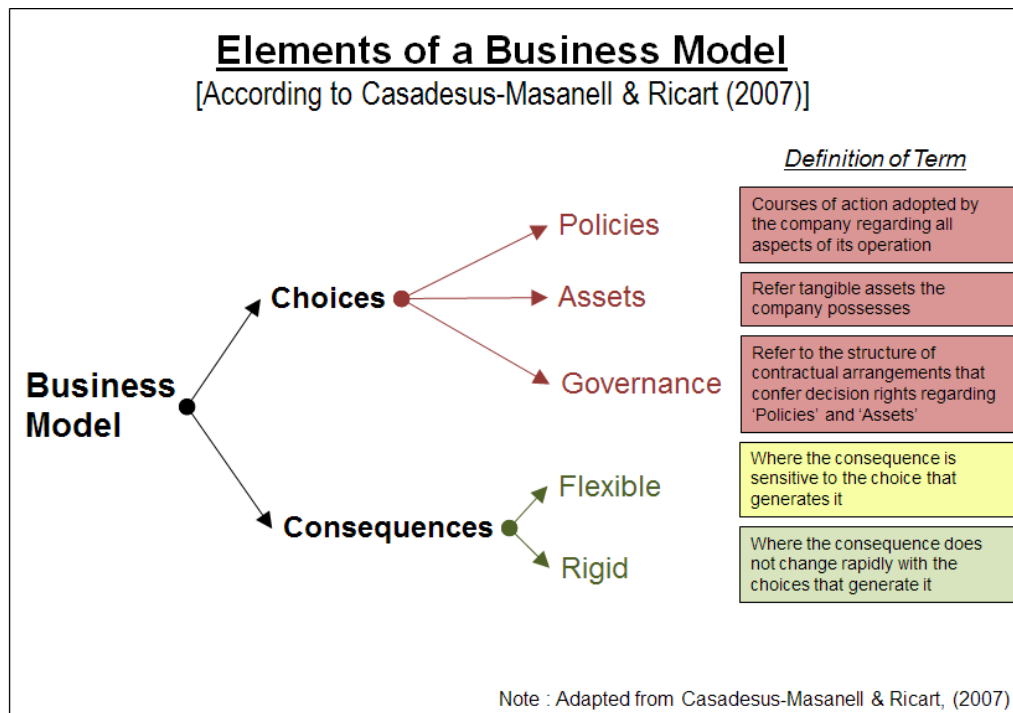 Elements of a Business Model
[According to Casadesus-Masanell & Ricart (2007)]
Definition of Term
Policies
Courses of action adopted by
the company regarding all
aspects of its operation
Choices
Assets
Refer tangible assets the
company possesses
Governance
Refer to the structure of
contractual arrangements that
confer decision rights regarding
‘Policies’ and ‘Assets’
Business
Model
Flexible
Where the consequence is
sensitive to the choice that
generates it
Consequences
Rigid
Where the consequence does
not change rapidly with the
choices that generate it
Note : Adapted from Casadesus-Masanell & Ricart, (2007)